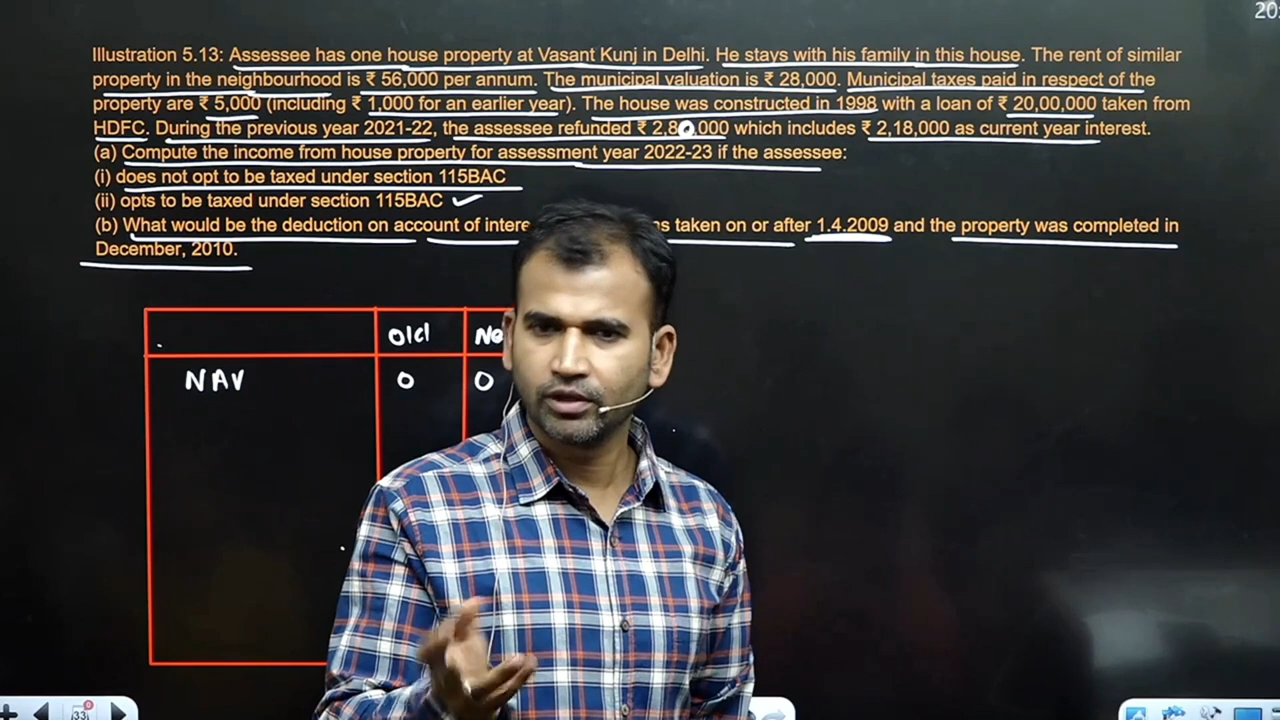 20:
Illustration 5.13: Assessee has one house property at Vasant Kunj in Delhi. He stays with his family in this house. The rent of similar
property in the neighbourhood is ₹ 56,000 per annum. The municipal valuation is ₹ 28,000. Municipal taxes paid in respect of the
property are ₹ 5,000 (including ₹ 1,000 for an earlier year). The house was constructed in 1998 with a loan of ₹ 20,00,000 taken from
HDFC. During the previous year 2021-22, the assessee refunded ₹ 2,80,000 which includes ₹ 2,18,000 as current year interest.
(a) Compute the income from house property for assessment year 2022-23 if the assessee:
(i) does not opt to be taxed under section 115BAC
(ii) opts to be taxed under section 115BAC
(b) What would be the deduction on account of intere s taken on or after 1.4.2009 and the property was completed in
December, 2010.
Old Ne
NAV 0 0
33
0